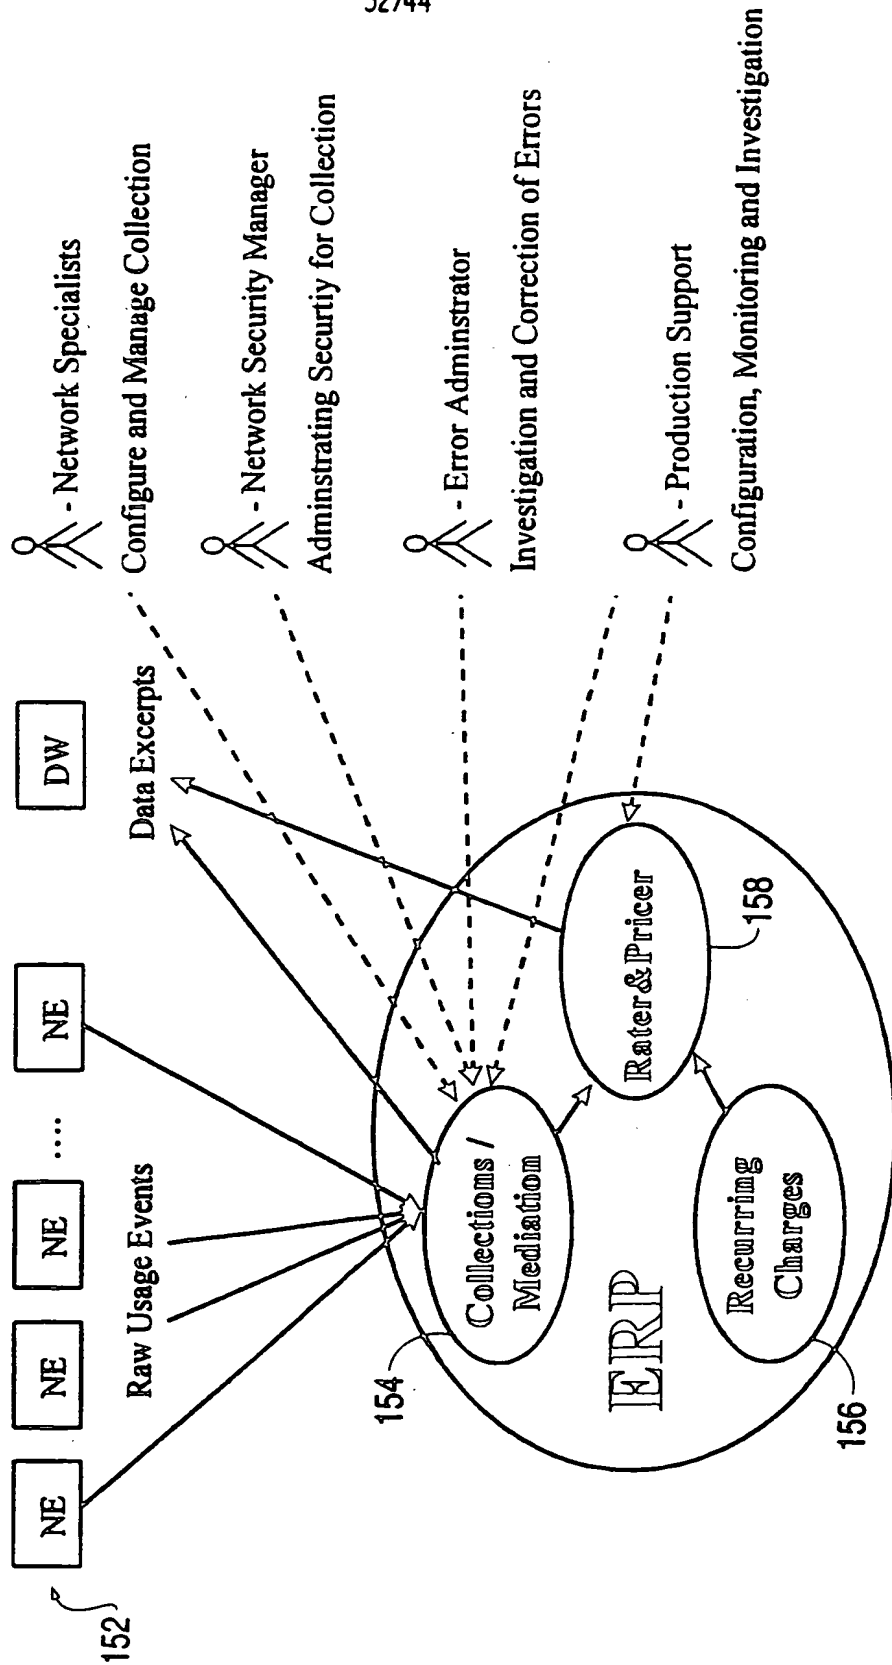 52744
NE
NE
NE
....
NE
DW
152
Raw Usage Events
Data Excerpts
- Network Specialists
Configure and Manage Collection
- Network Security Manager
Adminstrating Securtiy for Collection
- Error Adminstrator
Investigation and Correction of Errors
- Production Support
Configuration, Monitoring and Investigation
154
Collections /
Mediation
ERP
Rater&Pricer
158
Recurring
Charges
156